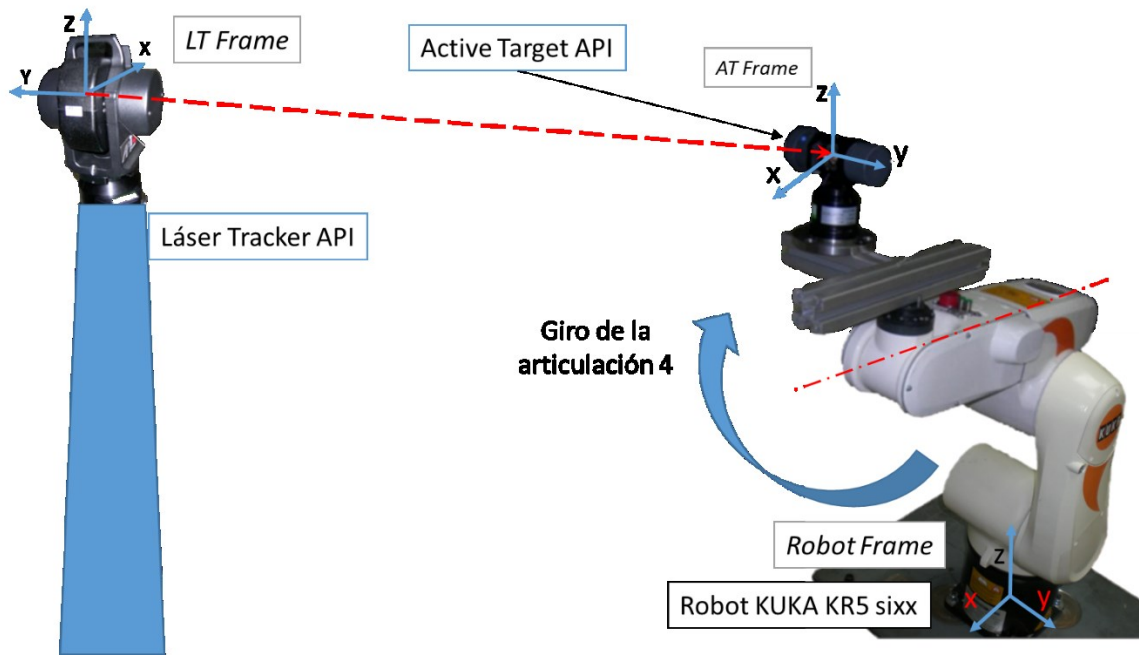 Z
LT Frame
X
Y
Active Target API
AT Frame
Z
y
x
Láser Tracker API
Giro de la
articulación 4
KUKA
Robot Frame
z
x
y
Robot KUKA KR5 sixx